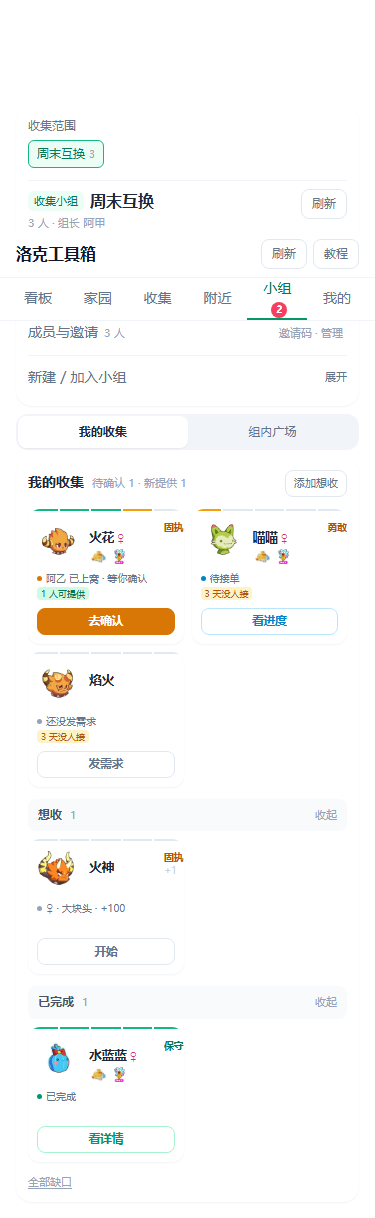 收集范围
周末互换 3
收集小组 周末互换 刷新
3 人 · 组长 阿甲
洛克工具箱 刷新 教程
看板 家园 收集 附近 小组 2 我的
成员与邀请 3 人 邀请码 · 管理
新建 / 加入小组 展开
我的收集 组内广场
我的收集 待确认 1 · 新提供 1 添加想收
固执
火花♀
阿乙 已上窝 · 等你确认
1 人可提供
去确认
勇敢
喵喵♀
待接单
3 天没人接
看进度
焰火
还没发需求
3 天没人接
发需求
想收 1 收起
固执
火神 +1
♀ · 大块头 · +100
开始
已完成 1 收起
保守
水蓝蓝♀
已完成
看详情
全部缺口